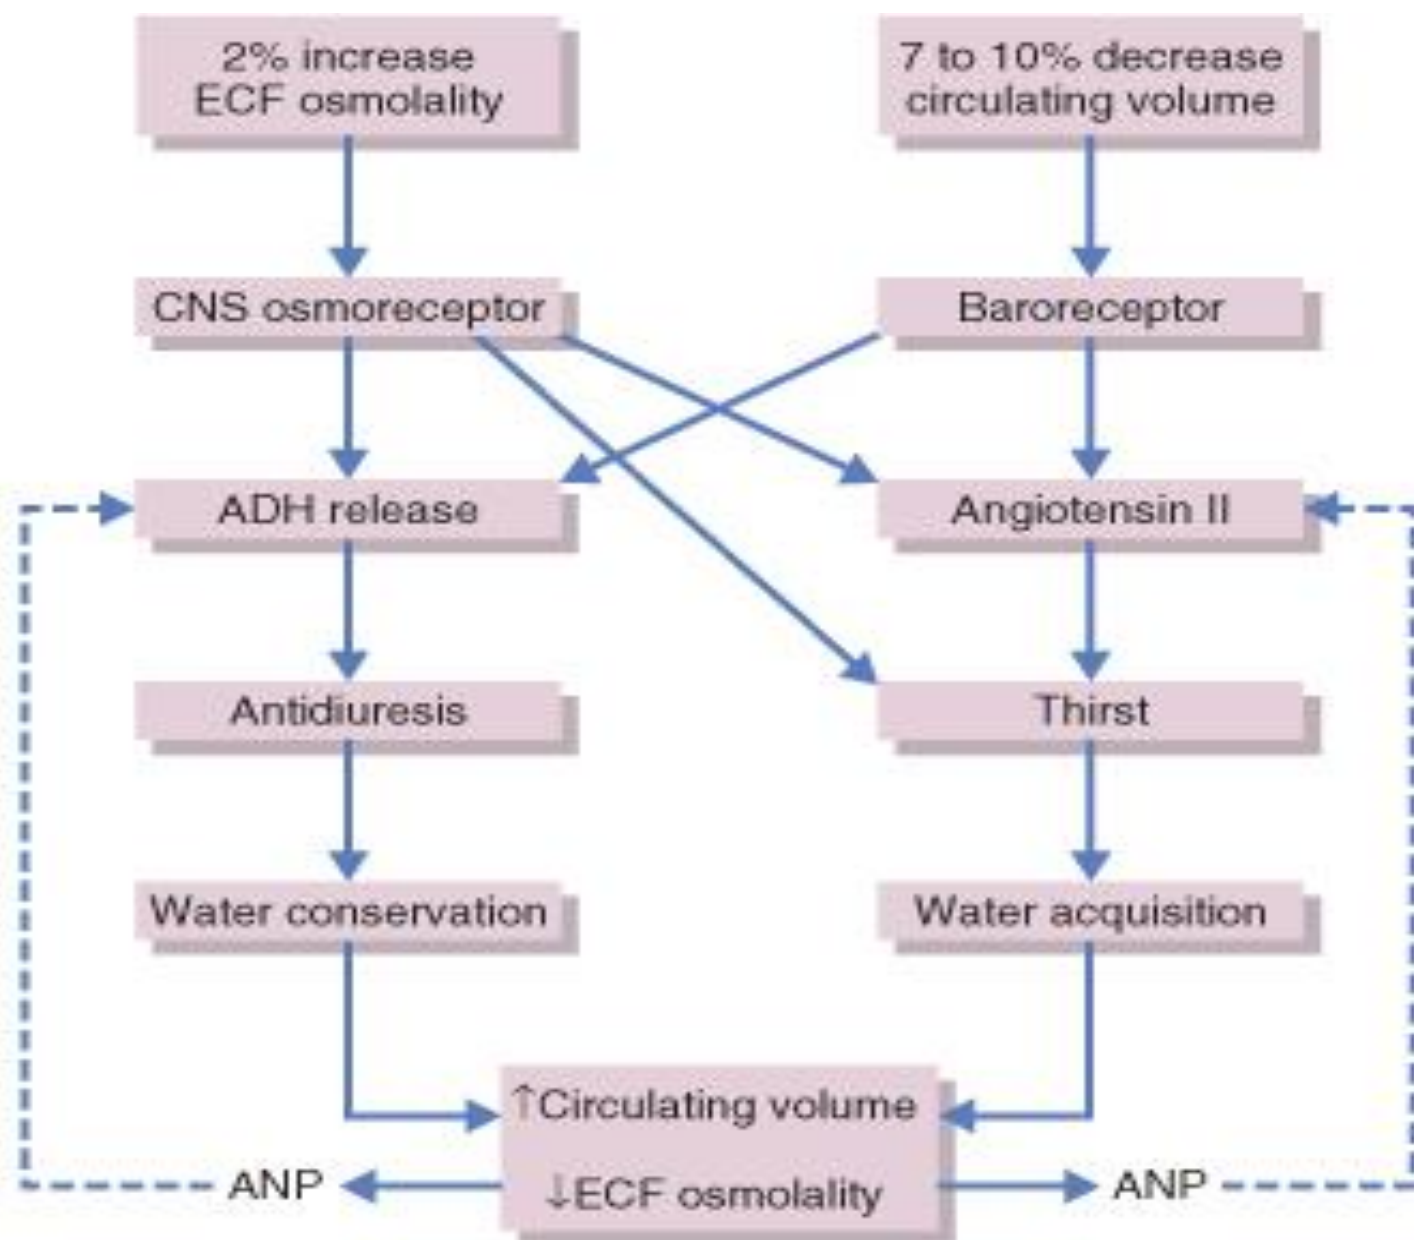 2% increase
ECF osmolality
7 to 10% decrease
circulating volume
CNS osmoreceptor
Baroreceptor
ADH release
Angiotensin II
Antidiuresis
Thirst
Water conservation
Water acquisition
↑Circulating volume
↓ECF osmolality
ANP
ANP